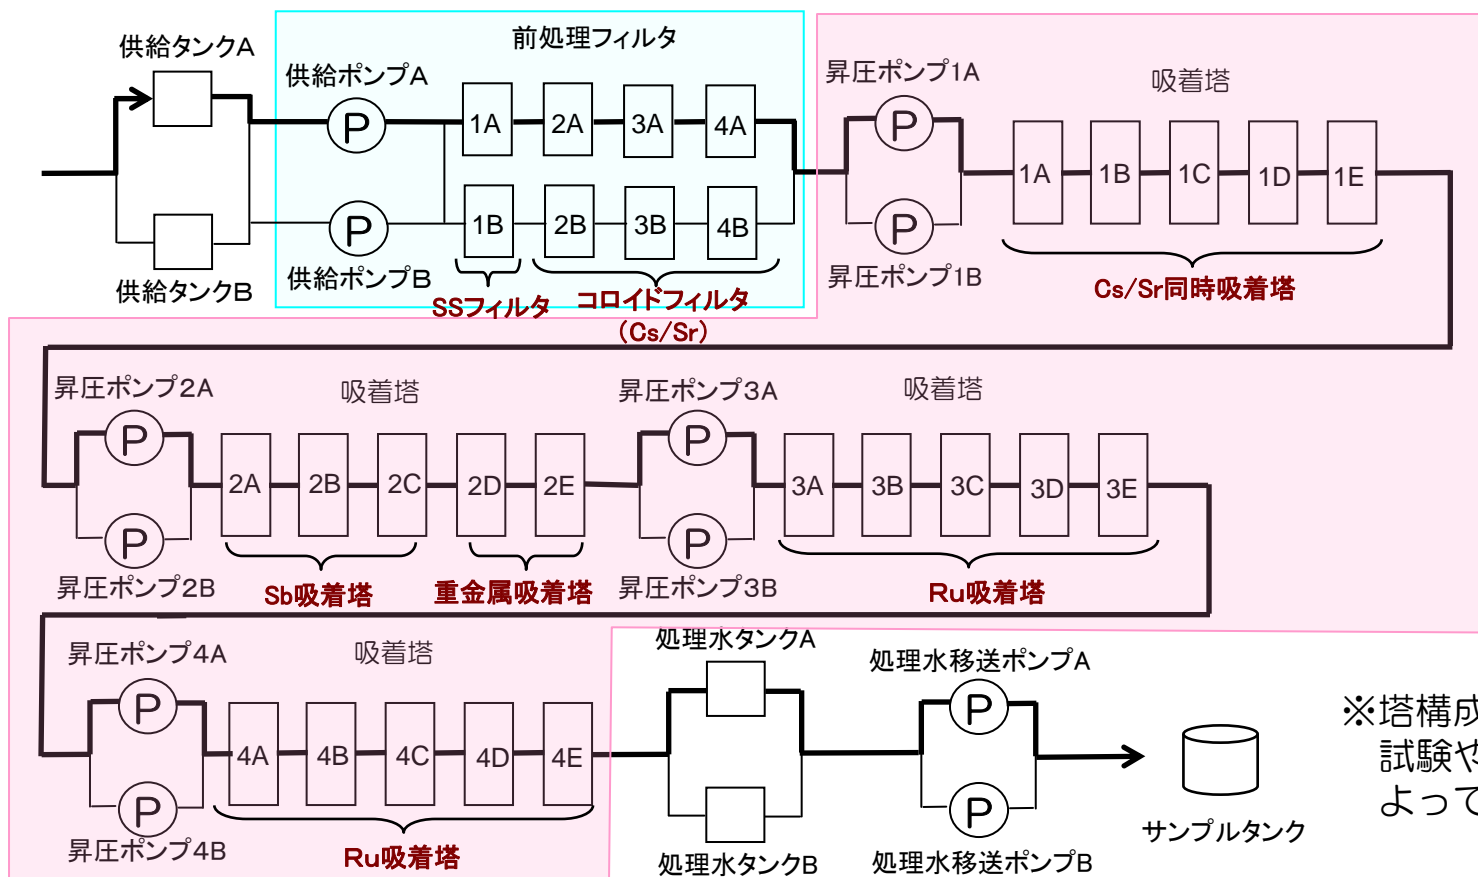 供給タンクA
前処理フィルタ
供給ポンプA
昇圧ポンプ1A
吸着塔
P
1A
2A
3A
4A
P
1A
1B
1C
1D
1E
P
1B
2B
3B
4B
P
供給タンクB
供給ポンプB
SSフィルタ
コロイドフィルタ
(Cs/Sr)
昇圧ポンプ1B
Cs/Sr同時吸着塔
昇圧ポンプ2A
吸着塔
昇圧ポンプ3A
吸着塔
P
P
2A
2B
2C
2D
2E
3A
3B
3C
3D
3E
P
P
昇圧ポンプ2B
Sb吸着塔
重金属吸着塔
昇圧ポンプ3B
Ru吸着塔
昇圧ポンプ4A
吸着塔
処理水タンクA
処理水移送ポンプA
P
P
4A
4B
4C
4D
4E
P
P
昇圧ポンプ4B
Ru吸着塔
処理水タンクB
処理水移送ポンプB
サンプルタンク
※塔構成
試験や
よって